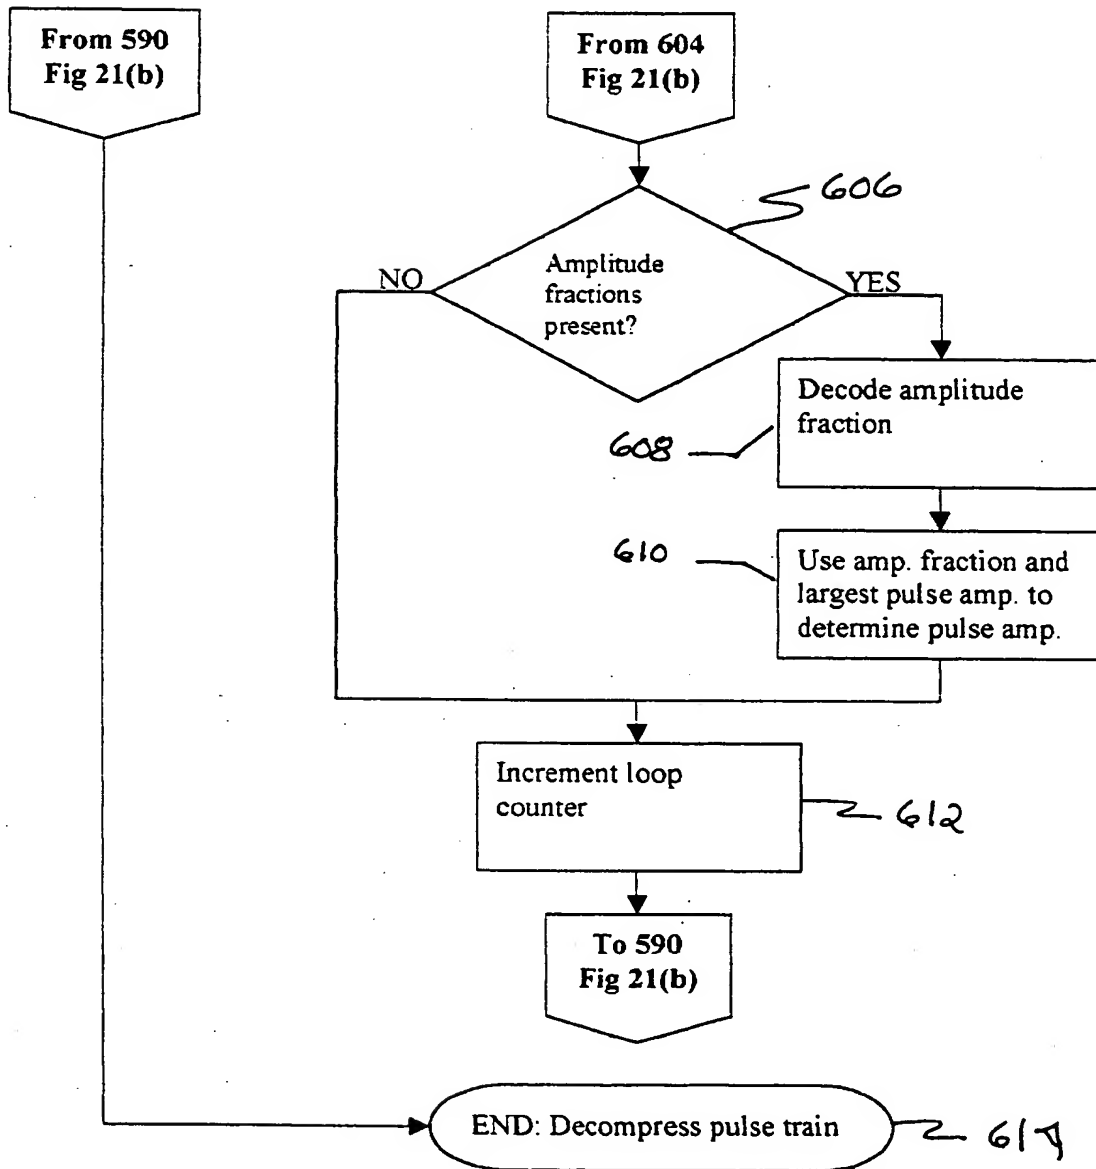 From 590
Fig 21(b)
From 604
Fig 21(b)
606
Amplitude
fractions
present?
NO
YES
Decode amplitude
fraction
608
610
Use amp. fraction and
largest pulse amp. to
determine pulse amp.
Increment loop
counter
612
To 590
Fig 21(b)
END: Decompress pulse train
614